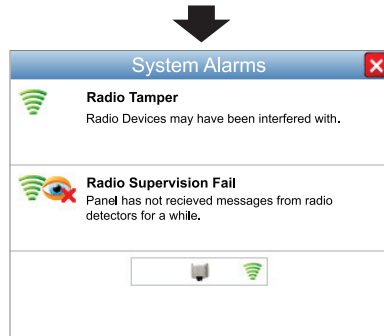 System Alarms
Radio Tamper
Radio Devices may have been interfered with.
Radio Supervision Fail
Panel has not recieved messages from radio
detectors for a while.